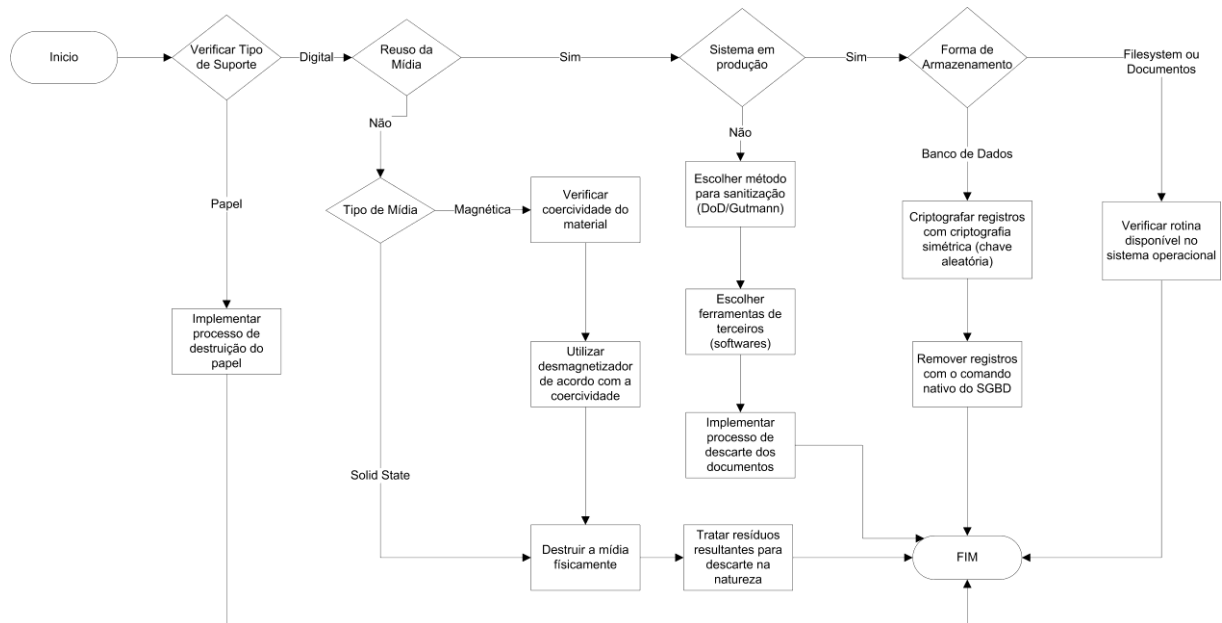 Inicio
Verificar Tipo
de Suporte
Digital
Reuso da
Mídia
Sim
Sistema em
produção
Sim
Forma de
Armazenamento
Filesystem ou
Documentos
Não
Não
Banco de Dados
Papel
Tipo de Mídia
Magnética
Verificar
coercividade do
material
Escolher método
para sanitização
(DoD/Gutmann)
Criptografar registros
com criptografia
simétrica (chave
aleatória)
Verificar rotina
disponível no
sistema operacional
Implementar
processo de
destruição do
papel
Utilizar
desmagnetizador
de acordo com a
coercividade
Escolher
ferramentas de
terceiros
(softwares)
Remover registros
com o comando
nativo do SGBD
Implementar
processo de
descarte dos
documentos
Solid State
Destruir a mídia
físicamente
Tratar resíduos
resultantes para
descarte na
natureza
FIM